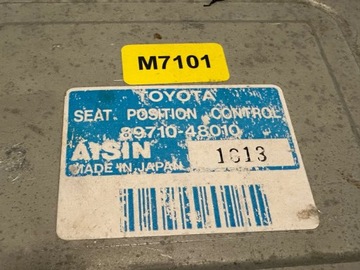 M7101
TOYOTA
SEAT POSITION CONTROL
89710-48010
AISIN 1613
MADE IN JAPAN